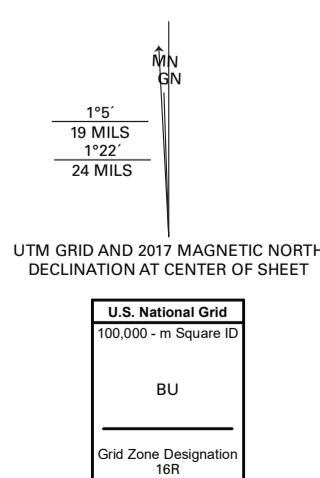 MN
GN
1°5´
19 MILS
1°22´
24 MILS
UTM GRID AND 2017 MAGNETIC NORTH
DECLINATION AT CENTER OF SHEET
U.S. National Grid
100,000 - m Square ID
BU
Grid Zone Designation
16R